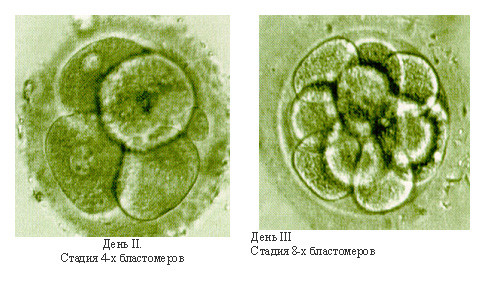 День II.
Стадия 4-х бластомеров
День III
Стадия 8-х бластомеров